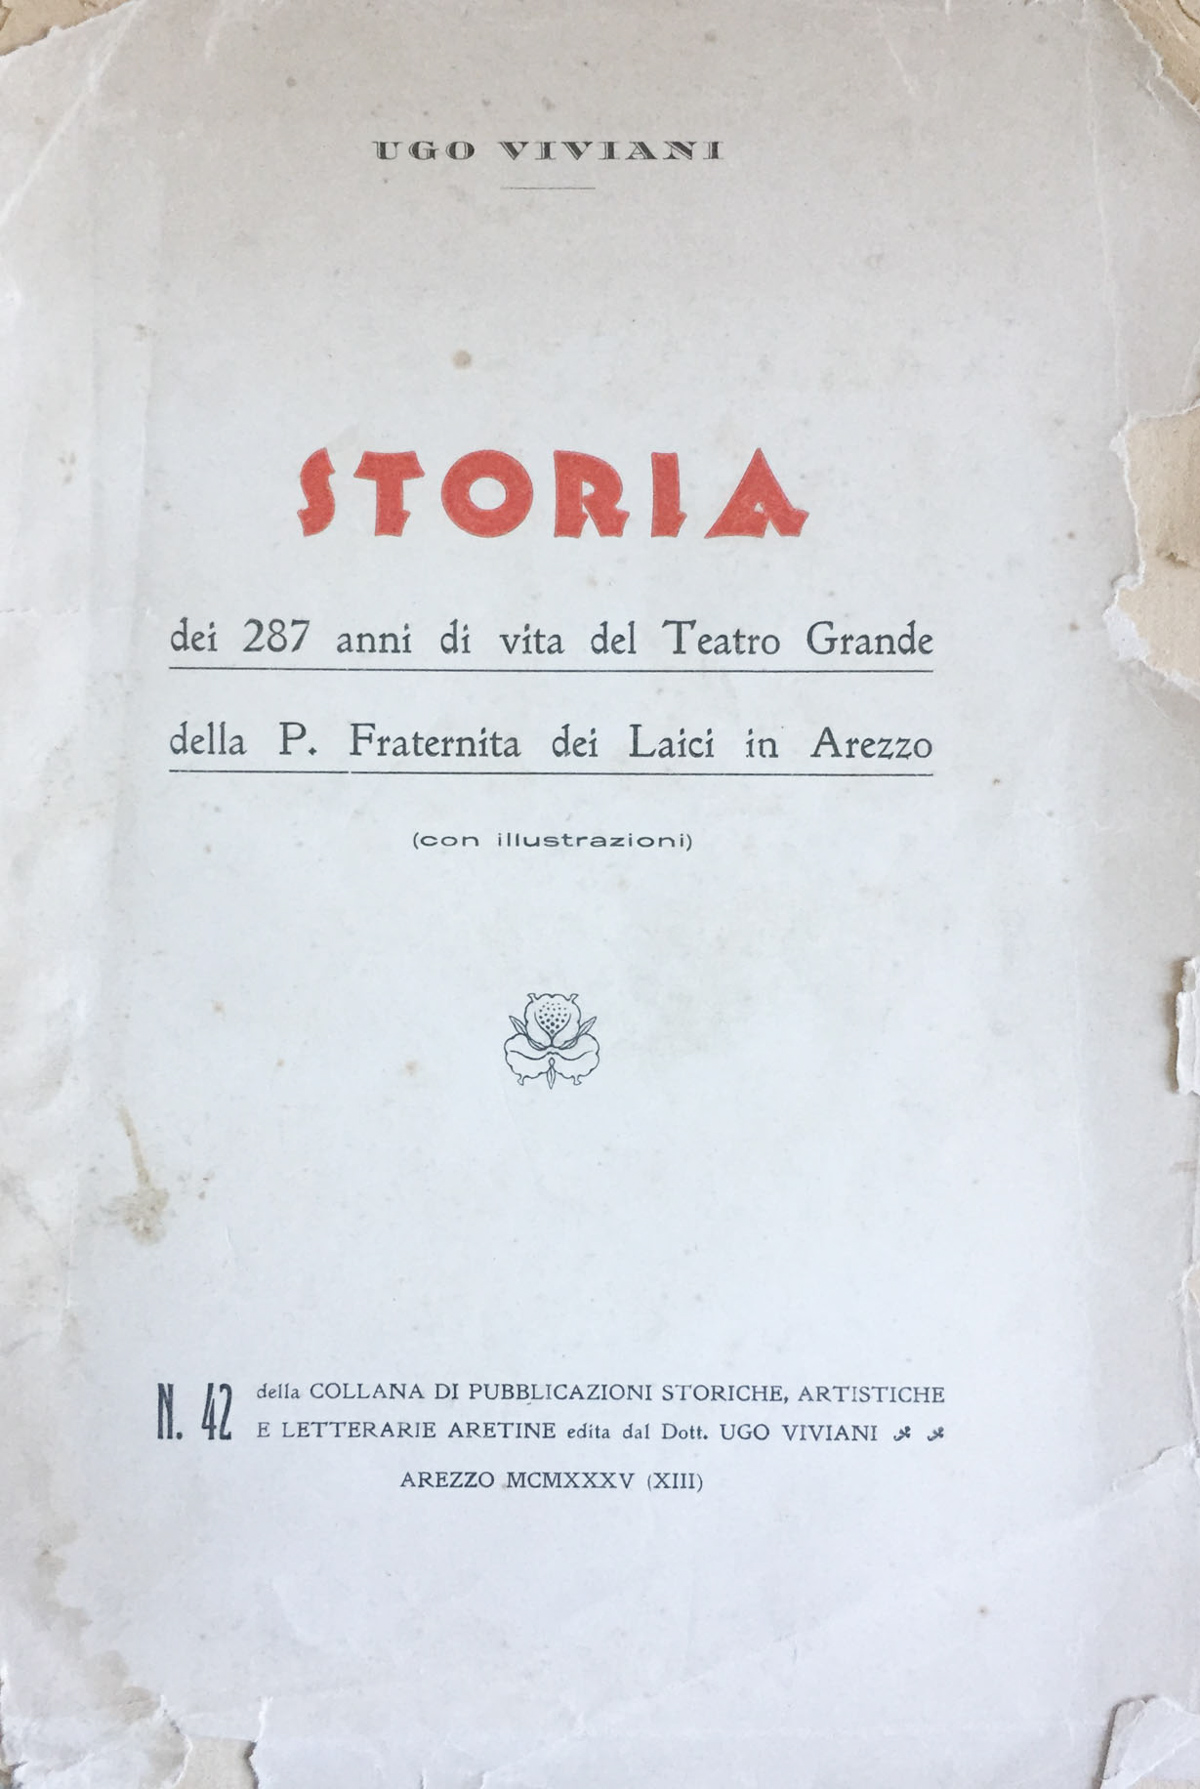 UGO VIVIANI
STORIA
dei 287 anni di vita del Teatro Grande
della P. Fraternita dei Laici in Arezzo
(con illustrazioni)
N. 42 della COLLANA DI PUBBLICAZIONI STORICHE, ARTISTICHE
E LETTERARIE ARETINE edita dal Dott. UGO VIVIANI
AREZZO MCMXXXV (XIII)